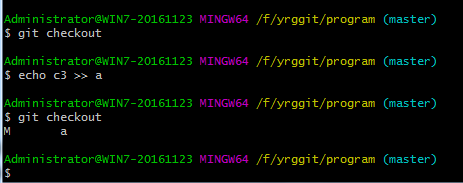 Administrator@WIN7-20161123 MINGW64 /f/yrggit/program (master)
$ git checkout
Administrator@WIN7-20161123 MINGW64 /f/yrggit/program (master)
$ echo c3 >> a
Administrator@WIN7-20161123 MINGW64 /f/yrggit/program (master)
$ git checkout
M       a
Administrator@WIN7-20161123 MINGW64 /f/yrggit/program (master)
$